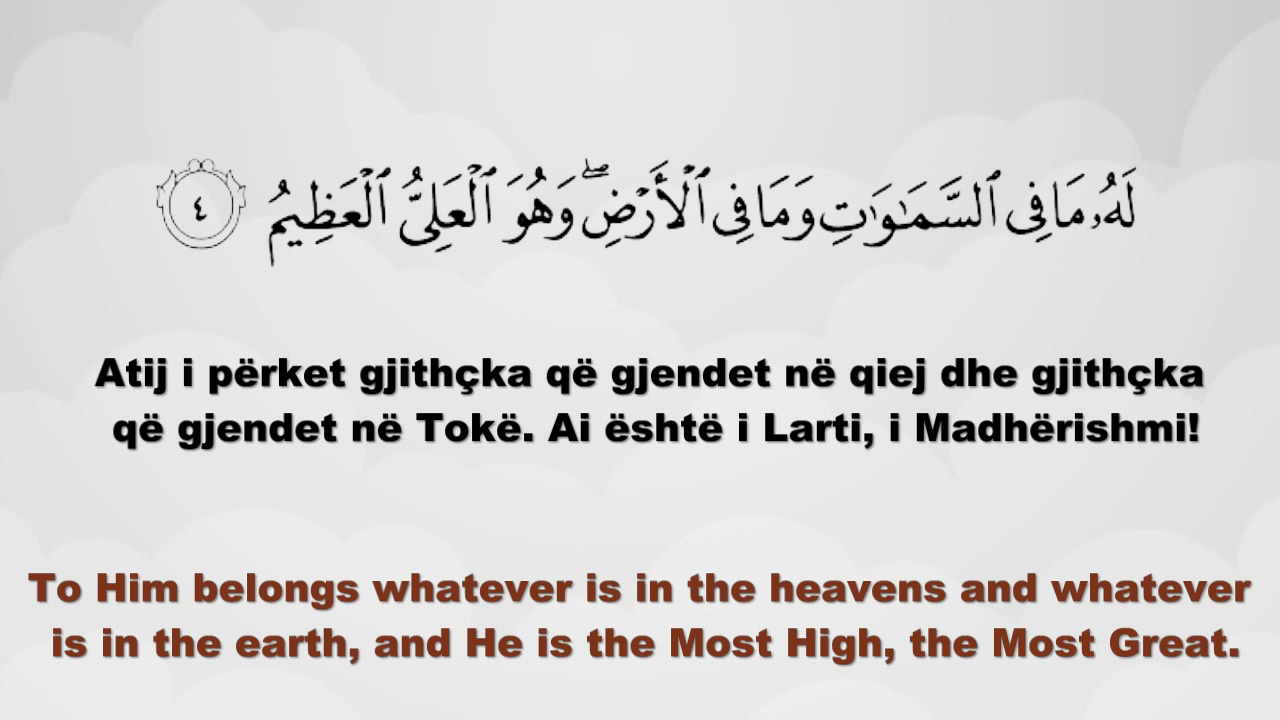 لَهُۥ مَا فِى ٱلسَّمَـٰوَٰتِ وَمَا فِى ٱلْأَرْضِ ۖ وَهُوَ ٱلْعَلِىُّ ٱلْعَظِيمُ ٤
Atij i përket gjithçka që gjendet në qiej dhe gjithçka
që gjendet në Tokë. Ai është i Larti, i Madhërishmi!
To Him belongs whatever is in the heavens and whatever
is in the earth, and He is the Most High, the Most Great.